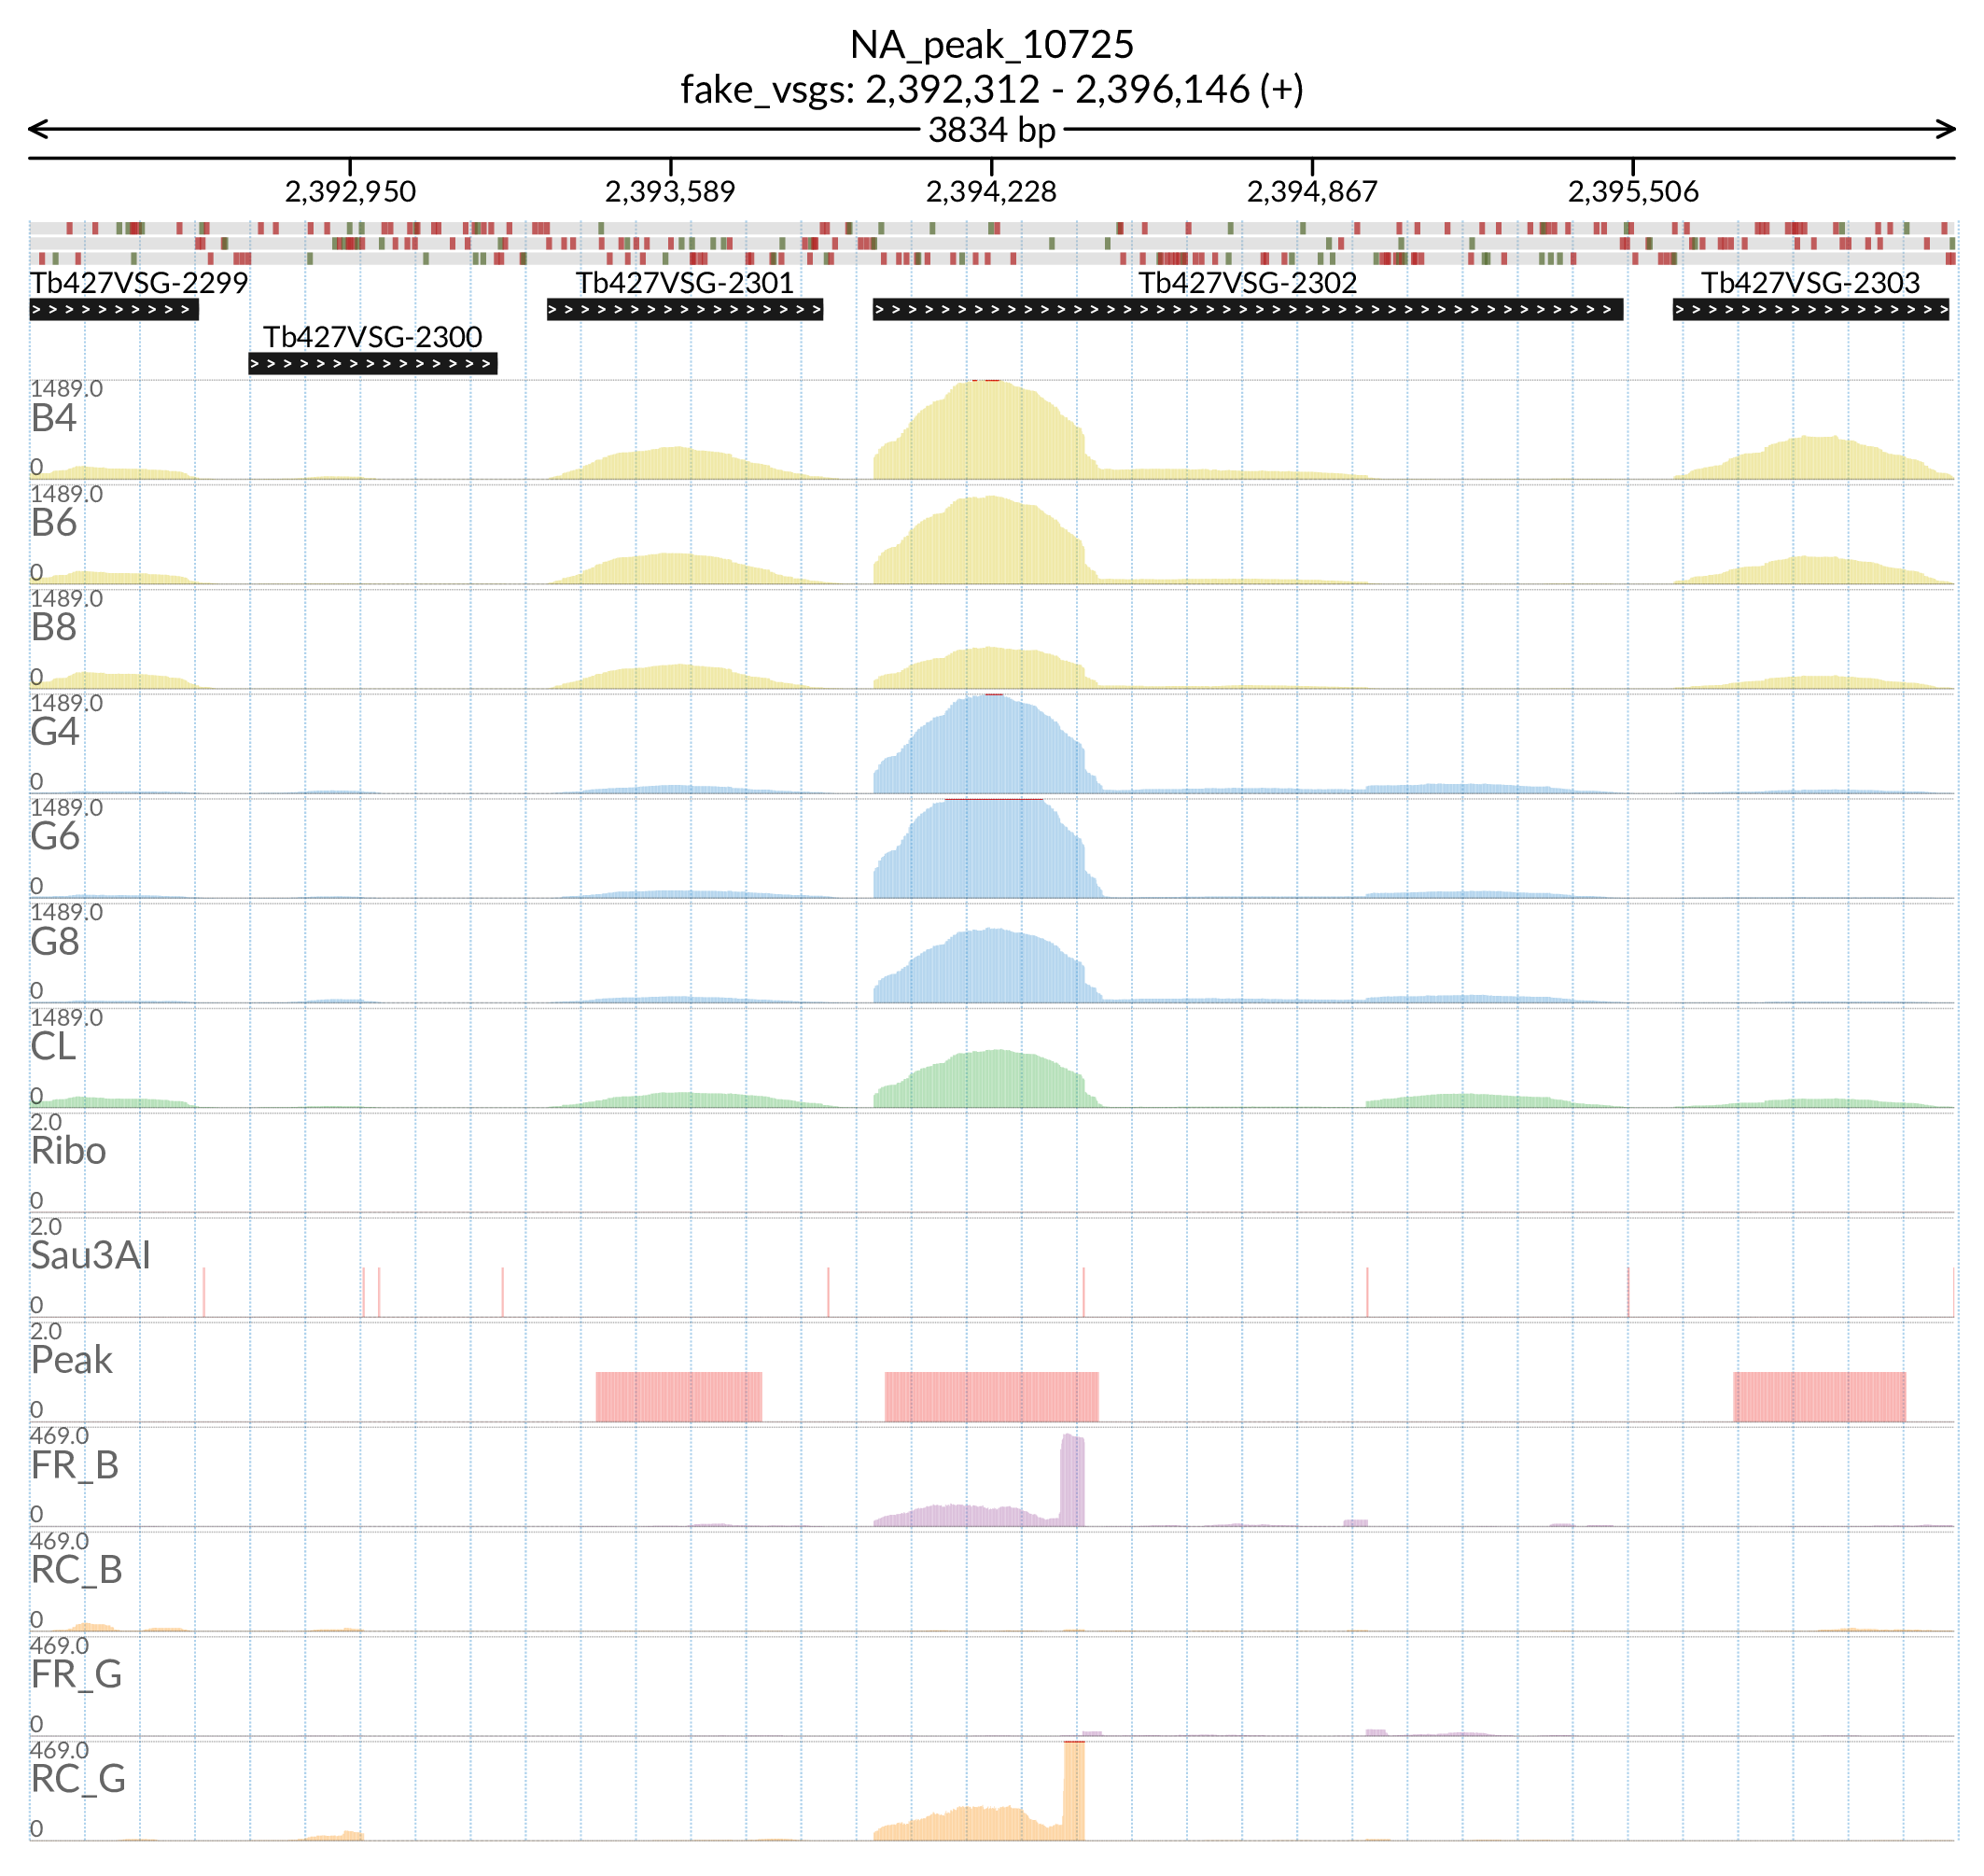 NA_peak_10725
fake_vsgs: 2,392,312 - 2,396,146 (+)
3834 bp
2,392,950 2,393,589 2,394,228 2,394,867 2,395,506
Tb427VSG-2299 Tb427VSG-2301 Tb427VSG-2302 Tb427VSG-2303
Tb427VSG-2300
1489.0
B4
0
1489.0
B6
0
1489.0
B8
0
1489.0
G4
0
1489.0
G6
0
1489.0
G8
0
1489.0
CL
0
2.0
Ribo
0
2.0
Sau3AI
0
2.0
Peak
0
469.0
FR_B
0
469.0
RC_B
0
469.0
FR_G
0
469.0
RC_G
0